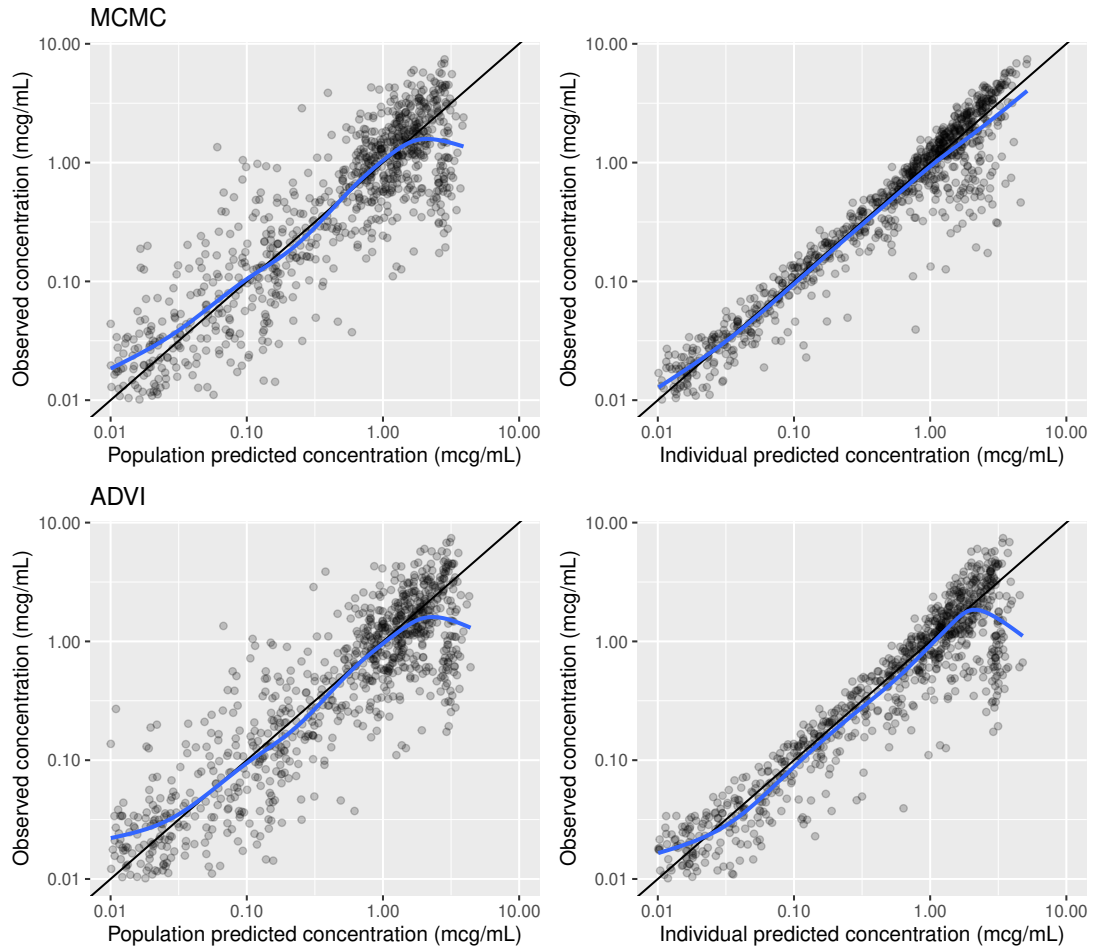 MCMC
10.00
1.00
0.10
0.01
Observed concentration (mcg/mL)
0.01 0.10 1.00 10.00
Population predicted concentration (mcg/mL)
10.00
1.00
0.10
0.01
Observed concentration (mcg/mL)
0.01 0.10 1.00 10.00
Individual predicted concentration (mcg/mL)
ADVI
10.00
1.00
0.10
0.01
Observed concentration (mcg/mL)
0.01 0.10 1.00 10.00
Population predicted concentration (mcg/mL)
10.00
1.00
0.10
0.01
Observed concentration (mcg/mL)
0.01 0.10 1.00 10.00
Individual predicted concentration (mcg/mL)